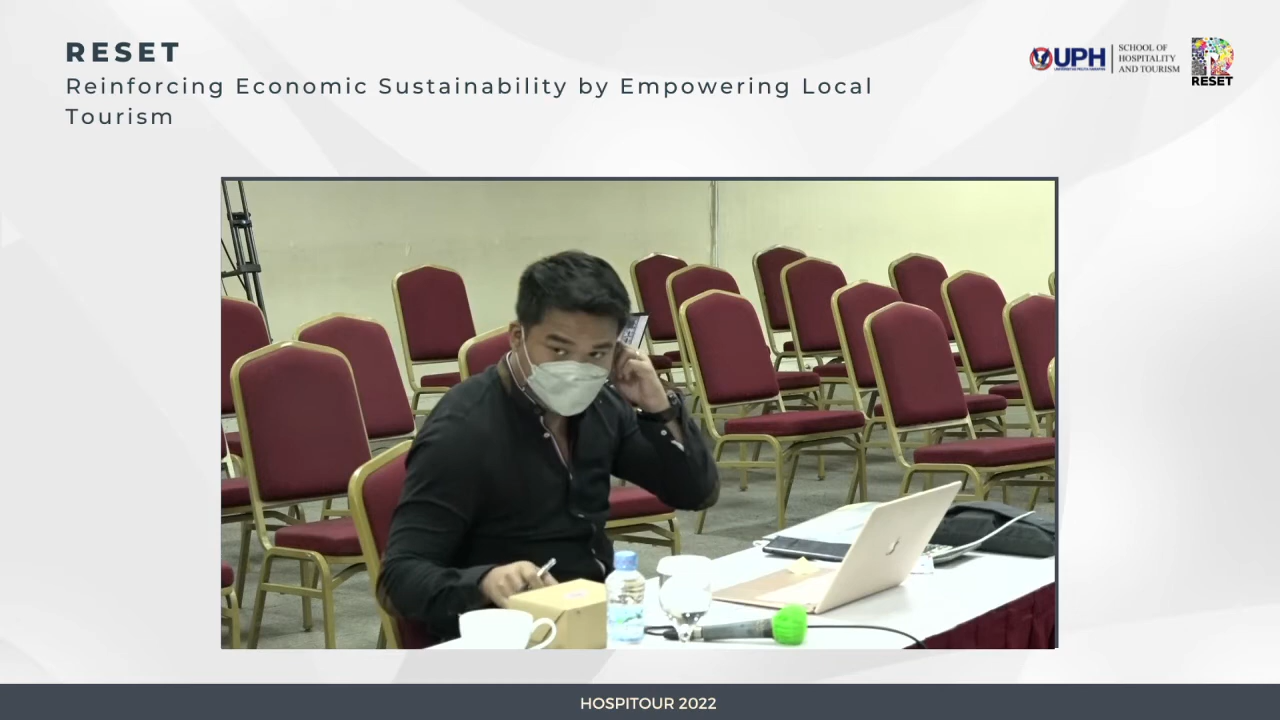 RESET
Reinforcing Economic Sustainability by Empowering Local
Tourism
UPH
SCHOOL OF
HOSPITALITY
AND TOURISM
RESET
HOSPITOUR 2022